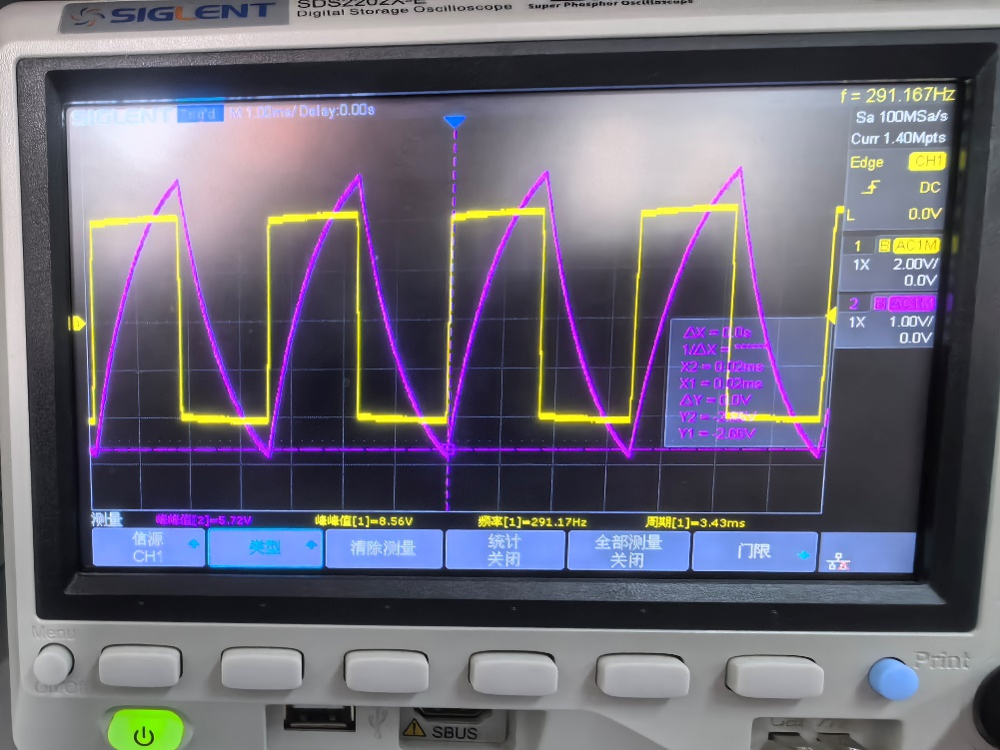 SIGLENT
SDS2202X-E
Digital Storage Oscilloscope
Super Phosphor Oscilloscope
SIGLENT Trig'd M 1.00ms/ Delay:0.00s
f = 291.167Hz
Sa 100MSa/s
Curr 1.40Mpts
Edge CH1
DC
L 0.0V
1 B AC1M
1X 2.00V/
0.0V
2 B AC1M
1X 1.00V/
0.0V
ΔX = 0.0s
1/ΔX =
X2 = 0.02ms
X1 = 0.02ms
ΔY = 0.0V
Y1 = -2.66V
测量 峰峰值[2]=5.72V 峰峰值[1]=8.56V 频率[1]=291.17Hz 周期[1]=3.43ms
信源
CH1
类型
清除测量
统计
关闭
全部测量
关闭
门限
Menu
On/Off
Print
SBUS